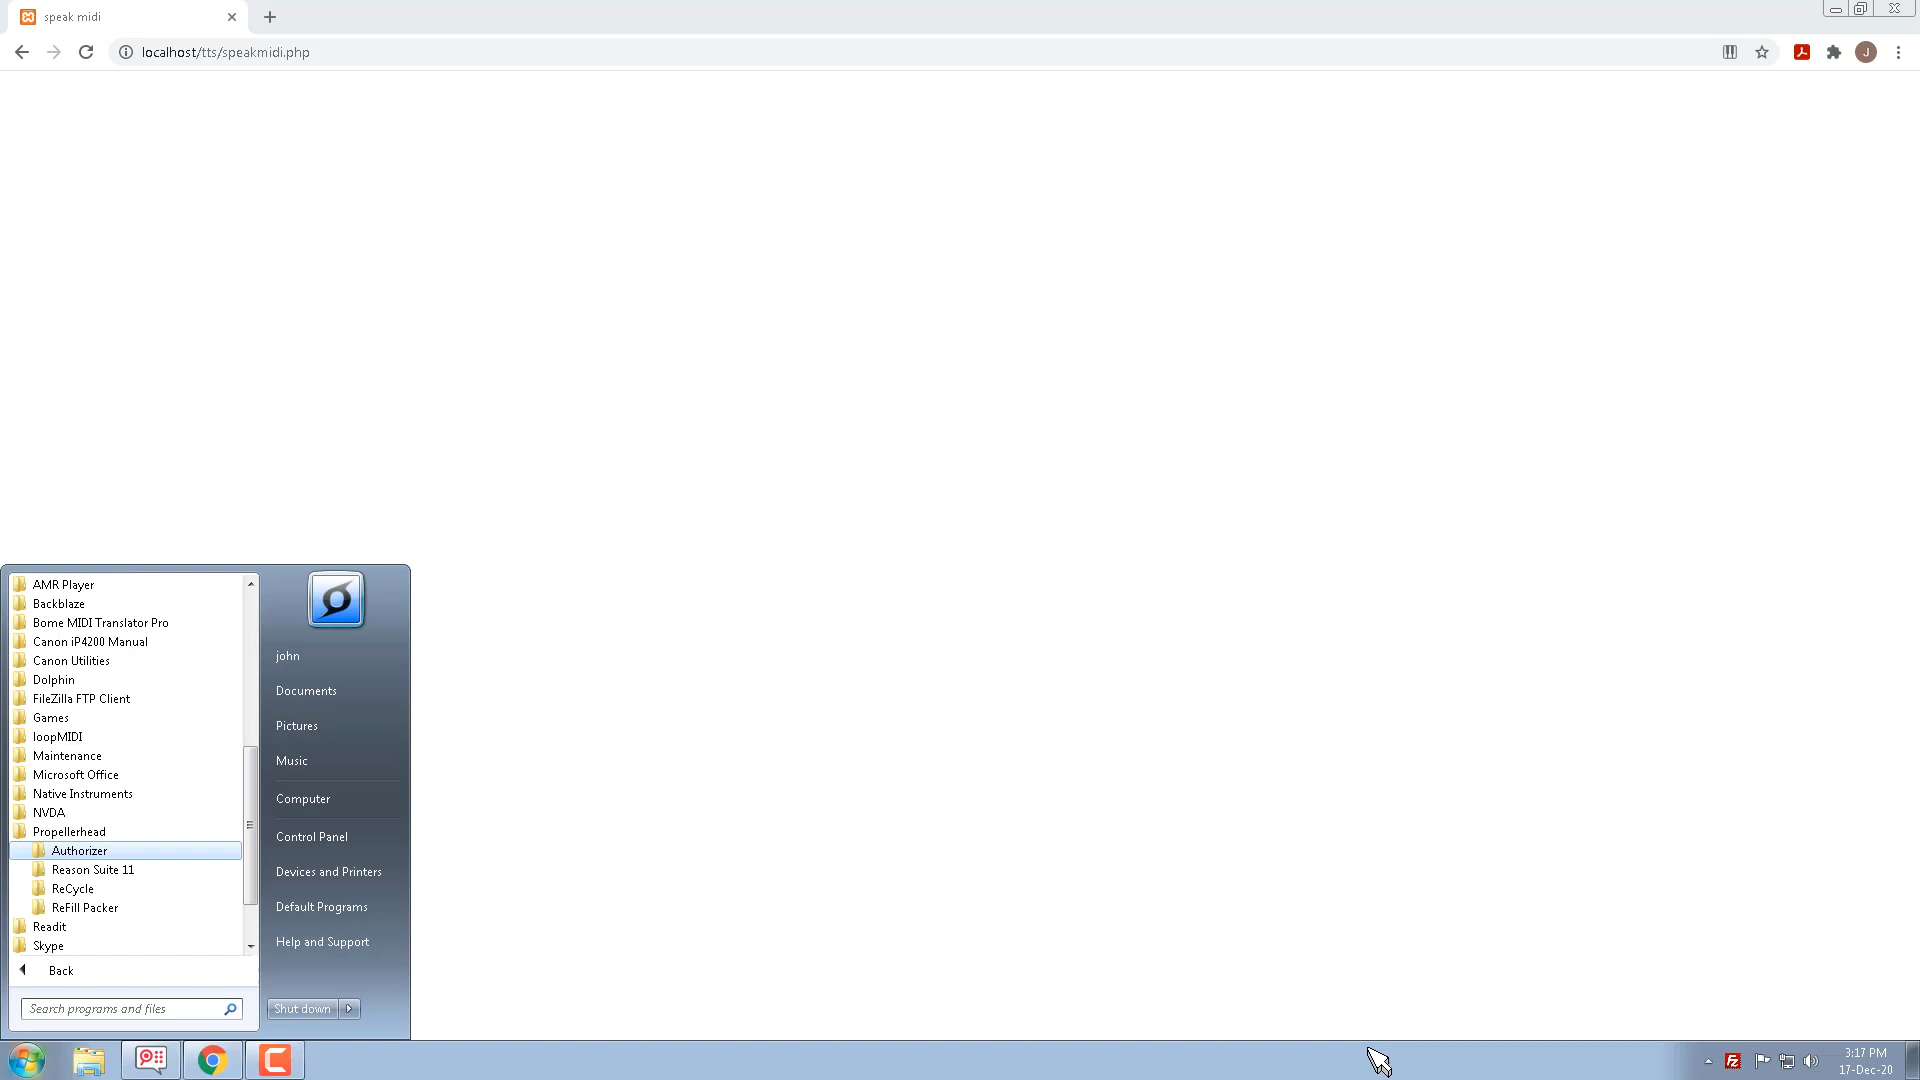 speak midi
localhost/tts/speakmidi.php
J
AMR Player
Backblaze
Bome MIDI Translator Pro
Canon iP4200 Manual
Canon Utilities
Dolphin
FileZilla FTP Client
Games
loopMIDI
Maintenance
Microsoft Office
Native Instruments
NVDA
Propellerhead
Authorizer
Reason Suite 11
ReCycle
ReFill Packer
Readit
Skype
Back
Search programs and files
john
Documents
Pictures
Music
Computer
Control Panel
Devices and Printers
Default Programs
Help and Support
Shut down
3:17 PM
17-Dec-20